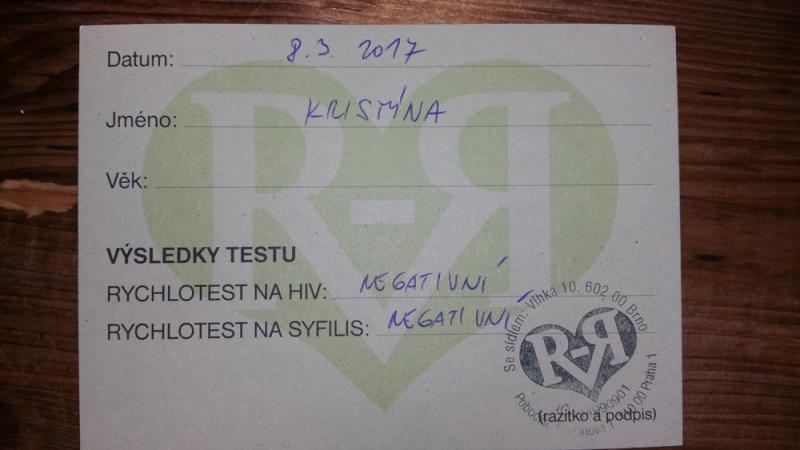 Datum: 8.3. 2017
Jméno: KRISTÝNA
Věk:
R-R
VÝSLEDKY TESTU
RYCHLOTEST NA HIV: NEGATIVNÍ
RYCHLOTEST NA SYFILIS: NEGATIVNÍ
Se sídlem: Vlhká 10, 602 00 Brno
R-R
00 Praha 1
(razítko a podpis)